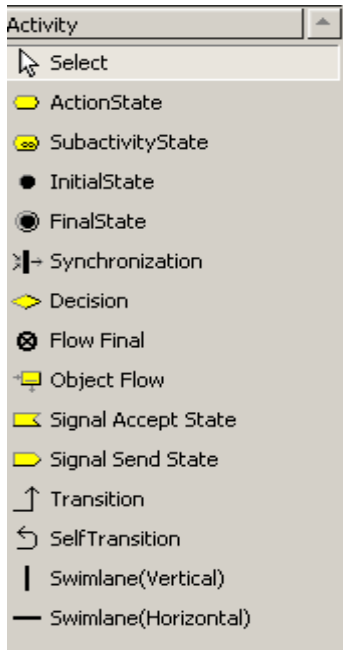 Activity
Select
ActionState
SubactivityState
InitialState
FinalState
Synchronization
Decision
Flow Final
Object Flow
Signal Accept State
Signal Send State
Transition
SelfTransition
Swimlane(Vertical)
Swimlane(Horizontal)